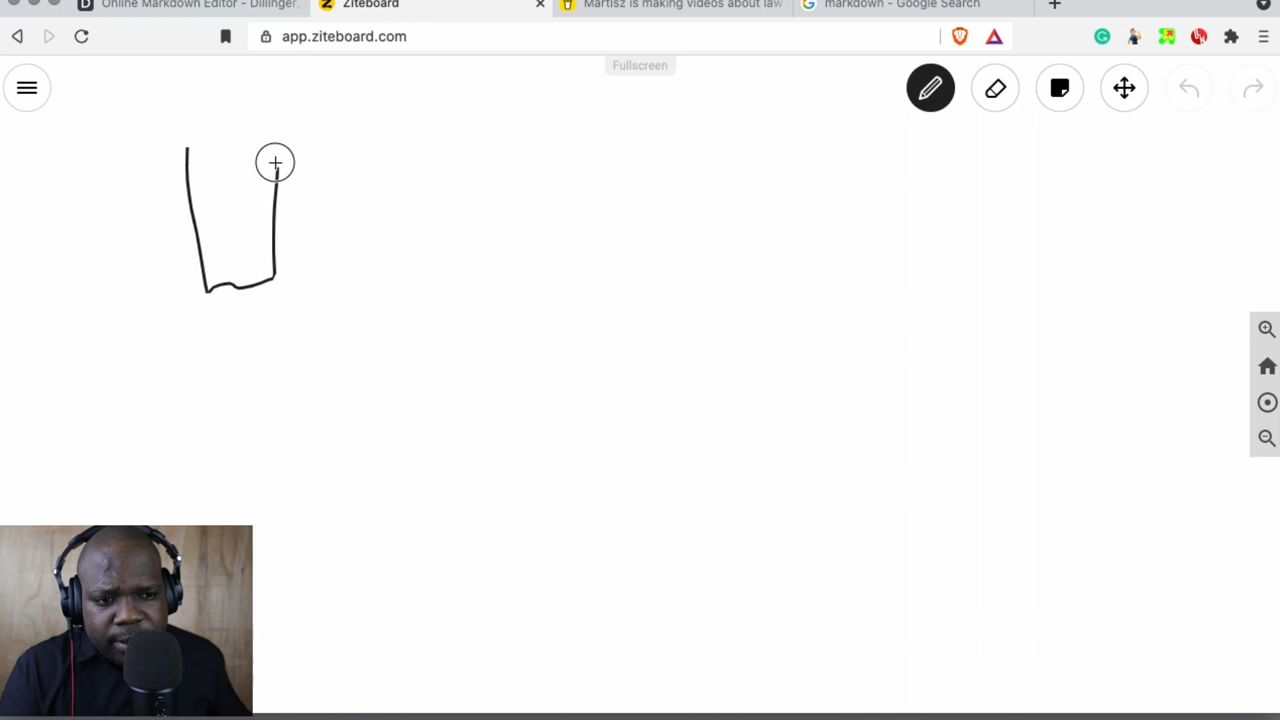 Online Markdown Editor - Dillinger,
Ziteboard
Martisz is making videos about law
markdown - Google Search
app.ziteboard.com
Fullscreen